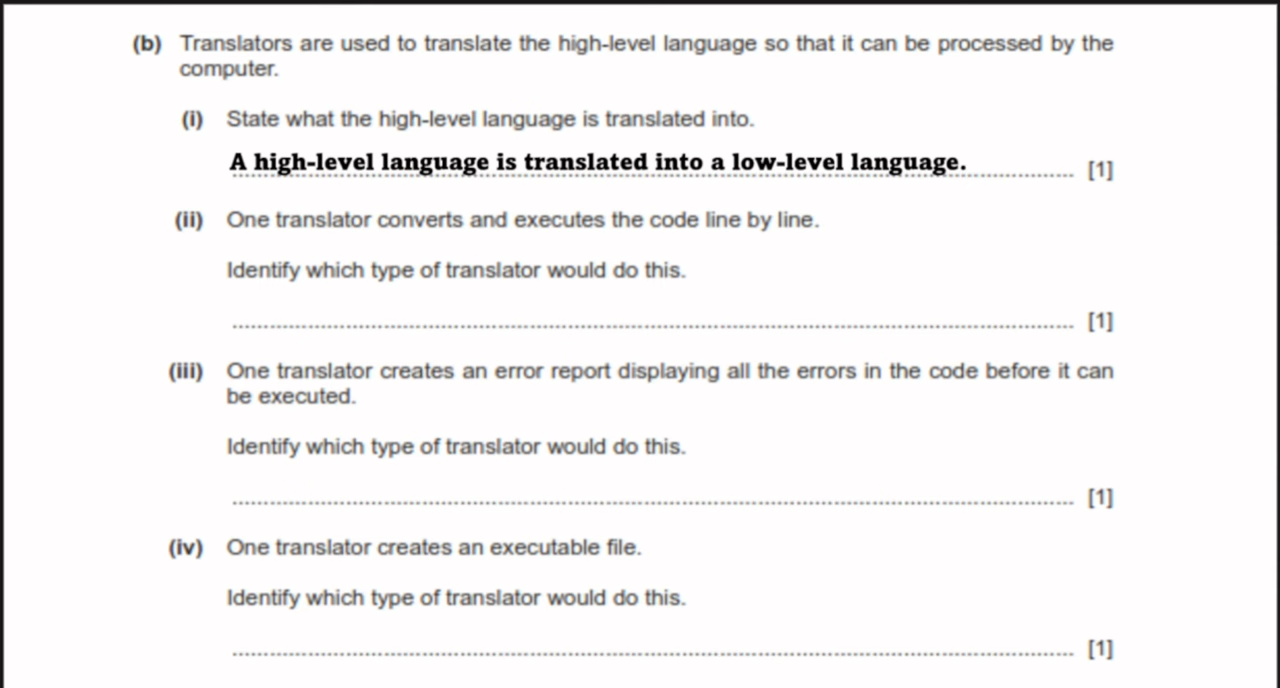 (b) Translators are used to translate the high-level language so that it can be processed by the
computer.
(i) State what the high-level language is translated into.
A high-level language is translated into a low-level language.
[1]
(ii) One translator converts and executes the code line by line.
Identify which type of translator would do this.
[1]
(iii) One translator creates an error report displaying all the errors in the code before it can
be executed.
Identify which type of translator would do this.
[1]
(iv) One translator creates an executable file.
Identify which type of translator would do this.
[1]